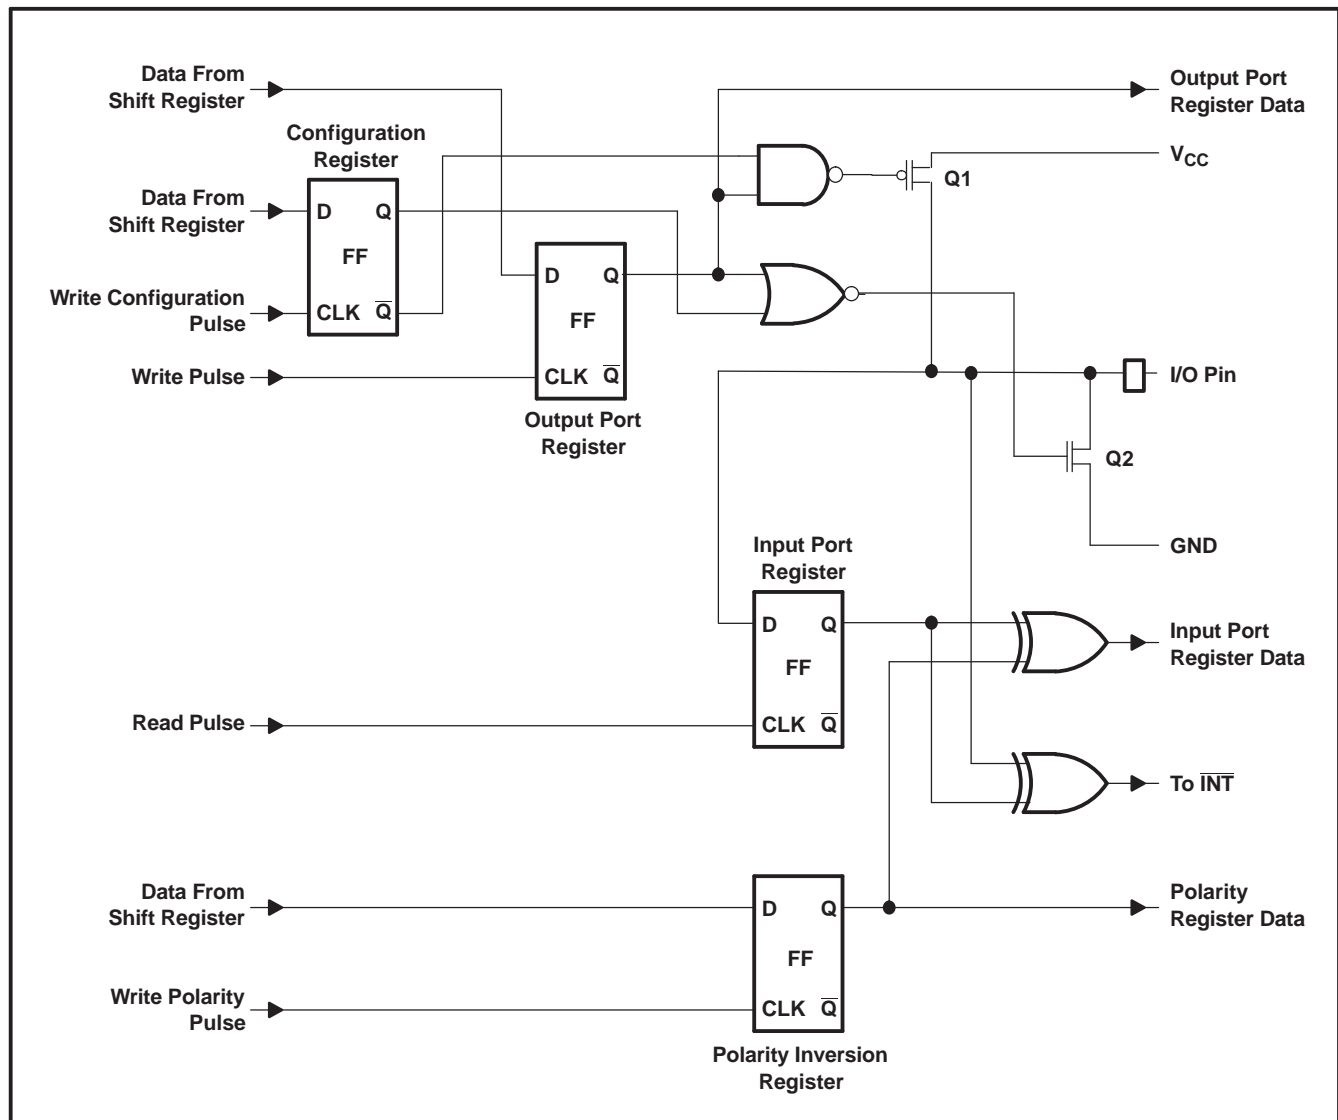 Data From
Shift Register
Output Port
Register Data
Configuration
Register
V<sub>CC</sub>
Q1
Data From
Shift Register
D Q
FF
CLK Q̅
Write Configuration
Pulse
D Q
FF
CLK Q̅
Write Pulse
Output Port
Register
I/O Pin
Q2
GND
Input Port
Register
D Q
FF
CLK Q̅
Input Port
Register Data
Read Pulse
To I̅N̅T̅
Data From
Shift Register
D Q
FF
CLK Q̅
Polarity
Register Data
Write Polarity
Pulse
Polarity Inversion
Register